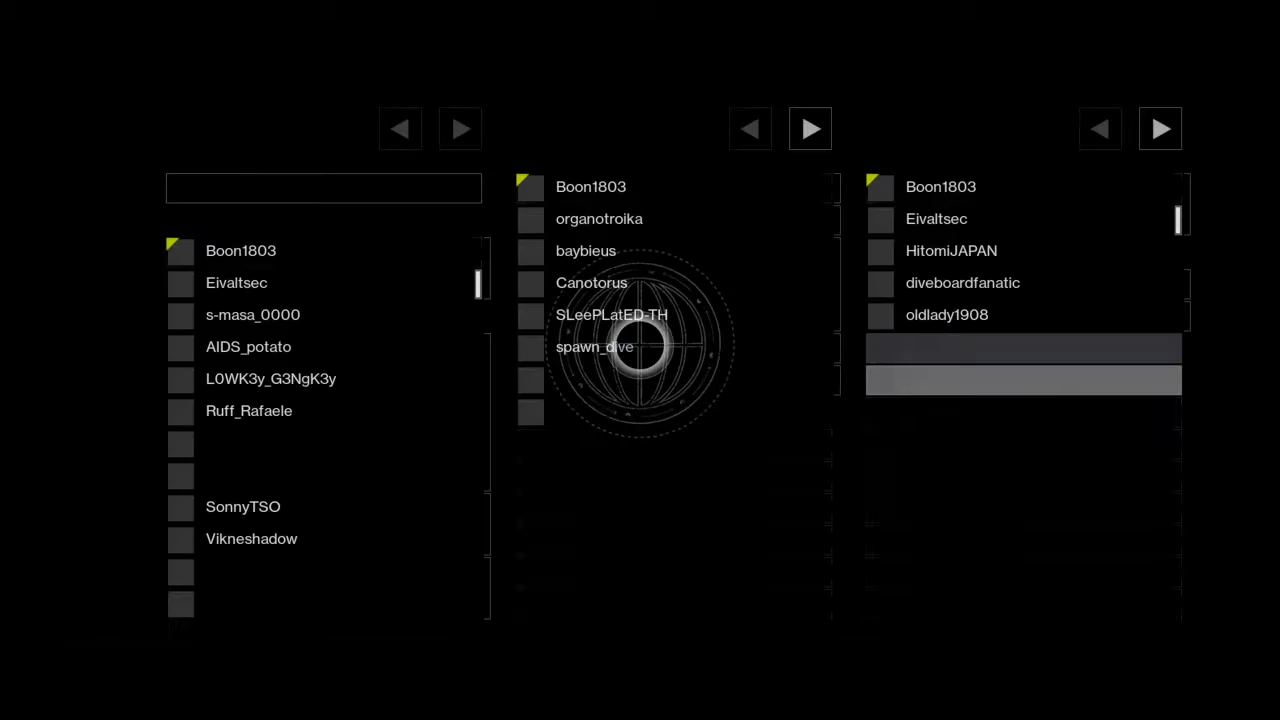 Boon1803
Eivaltsec
s-masa_0000
AIDS_potato
L0WK3y_G3NgK3y
Ruff_Rafaele
SonnyTSO
Vikneshadow
Boon1803
organotroika
baybieus
Canotorus
SLeePLatED-TH
spawn_dive
Boon1803
Eivaltsec
HitomiJAPAN
diveboardfanatic
oldlady1908